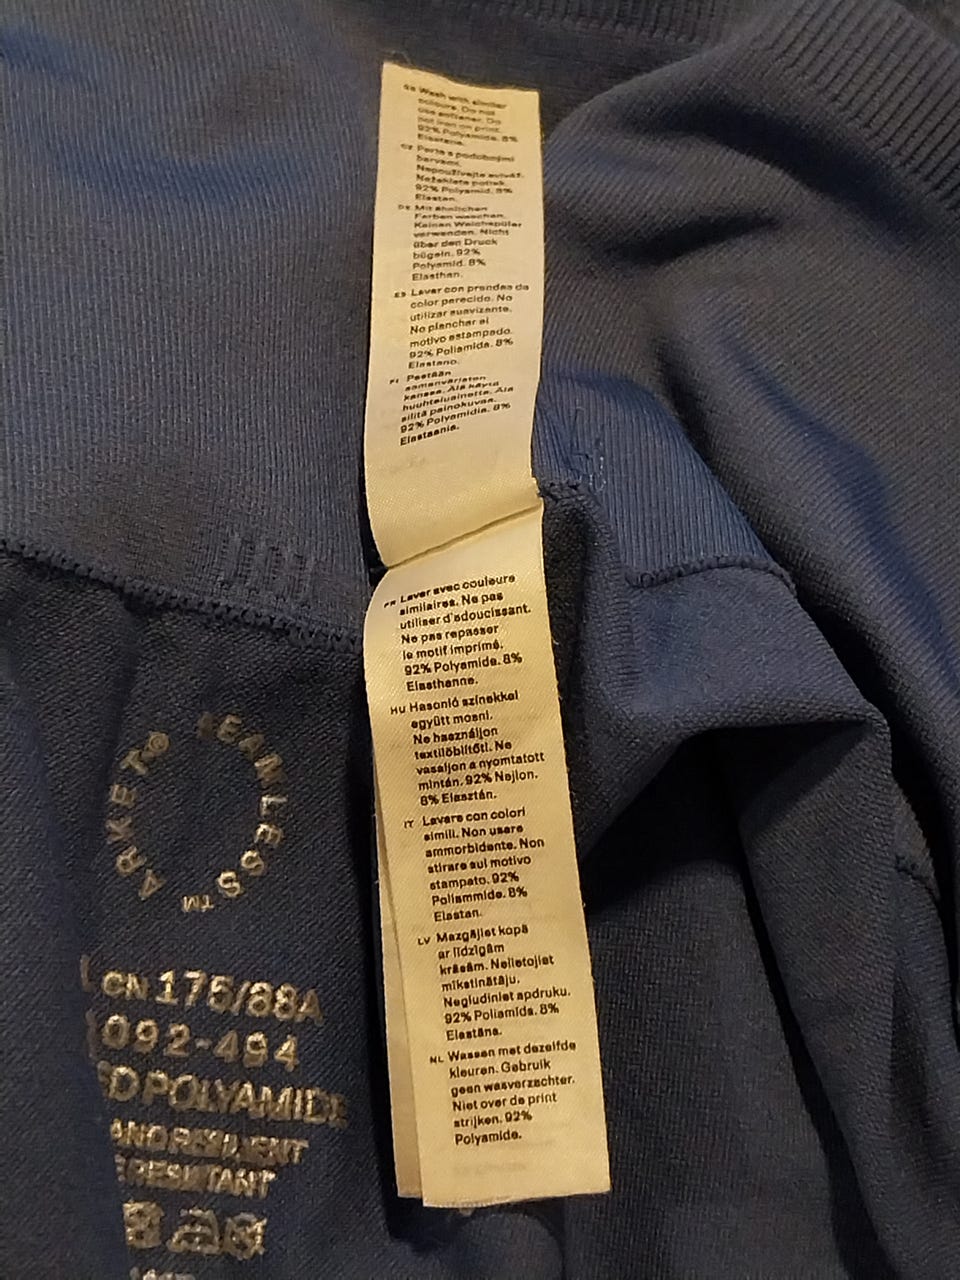 GB Wash with similar
colours. Do not
use softener. Do
not iron on print.
92% Polyamide. 8%
Elastane.
CZ Perte s podobnými
barvami.
Nepoužívejte aviváž.
Nežehlete potisk.
92% Polyamid. 8%
Elastan.
DE Mit ähnlichen
Farben waschen.
Keinen Weichspüler
verwenden. Nicht
über den Druck
bügeln. 92%
Polyamid. 8%
Elasthan.
ES Lavar con prendas de
color parecido. No
utilizar suavizante.
No planchar el
motivo estampado.
92% Poliamida. 8%
Elastano.
FI Pestään
samanväristen
kanssa. Älä käytä
huuhteluainetta. Älä
silitä painokuvaa.
92% Polyamidia. 8%
Elastaania.
FR Laver avec couleurs
similaires. Ne pas
utiliser d'adoucissant.
Ne pas repasser
le motif imprimé.
92% Polyamide. 8%
Elasthanne.
HU Hasonló színekkel
együtt mosni.
Ne használjon
textilöblítőt. Ne
vasaljon a nyomtatott
mintán. 92% Nejlon.
8% Elasztán.
IT Lavare con colori
simili. Non usare
ammorbidente. Non
stirare sul motivo
stampato. 92%
Poliammide. 8%
Elastan.
LV Mazgājiet kopā
ar līdzīgām
krāsām. Nelietojiet
mīkstinātāju.
Negludiniet apdruku.
92% Poliamīds. 8%
Elastāns.
NL Wassen met dezelfde
kleuren. Gebruik
geen wasverzachter.
Niet over de print
strijken. 92%
Polyamide.
ARKET® SEAMLESS™
CN 175/88A
092-494
POLYAMIDE